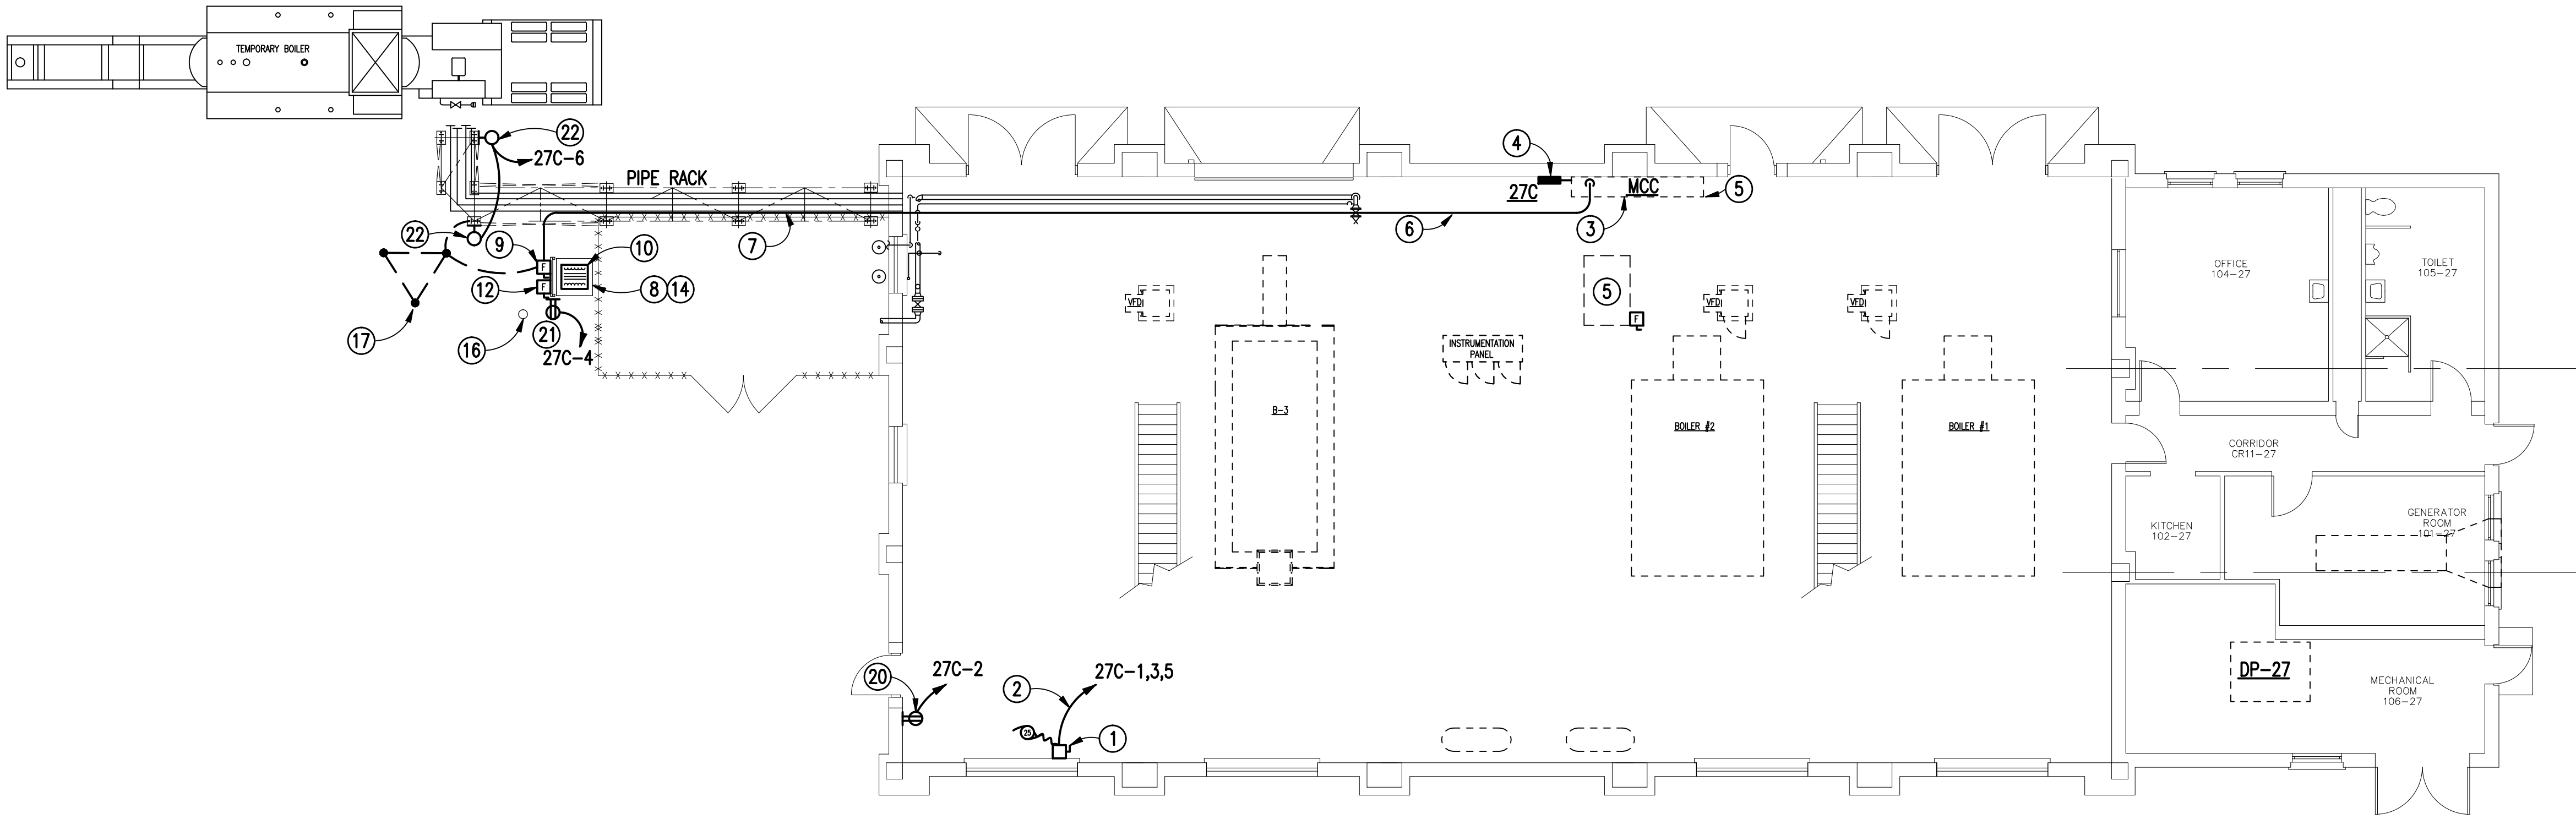 TEMPORARY BOILER
22
27C-6
PIPE RACK
4
27C
MCC
5
3
6
7
22
9
10
12
8
14
17
16
21
27C-4
F
F
5
F
VFD
VFD
VFD
INSTRUMENTATION
PANEL
B-3
BOILER #2
BOILER #1
OFFICE
104-27
TOILET
105-27
CORRIDOR
CR11-27
KITCHEN
102-27
GENERATOR
ROOM
101-27
DP-27
MECHANICAL
ROOM
106-27
20
27C-2
2
27C-1,3,5
25
1